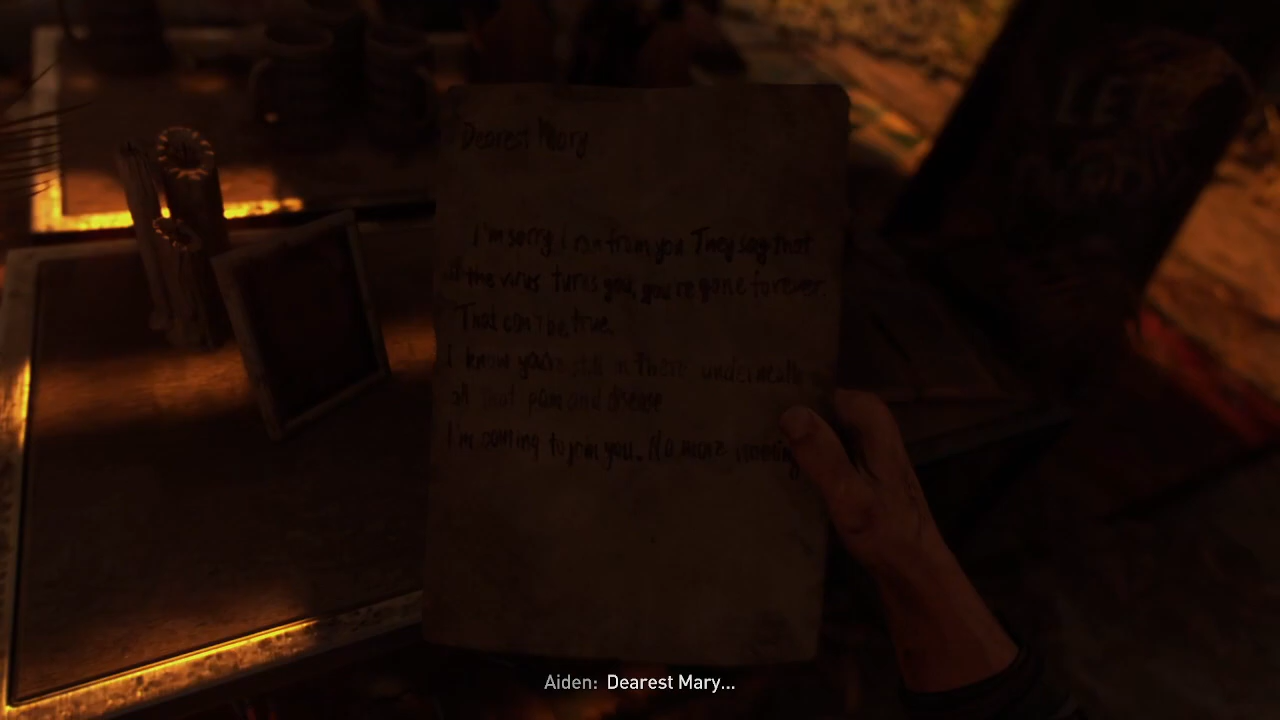 Dearest Mary
I'm sorry I ran from you. They say that
if the virus turns you, you're gone forever.
That can't be true.
I know you're still in there underneath
all that pain and disease
I'm coming to join you. No more running
Aiden: Dearest Mary...